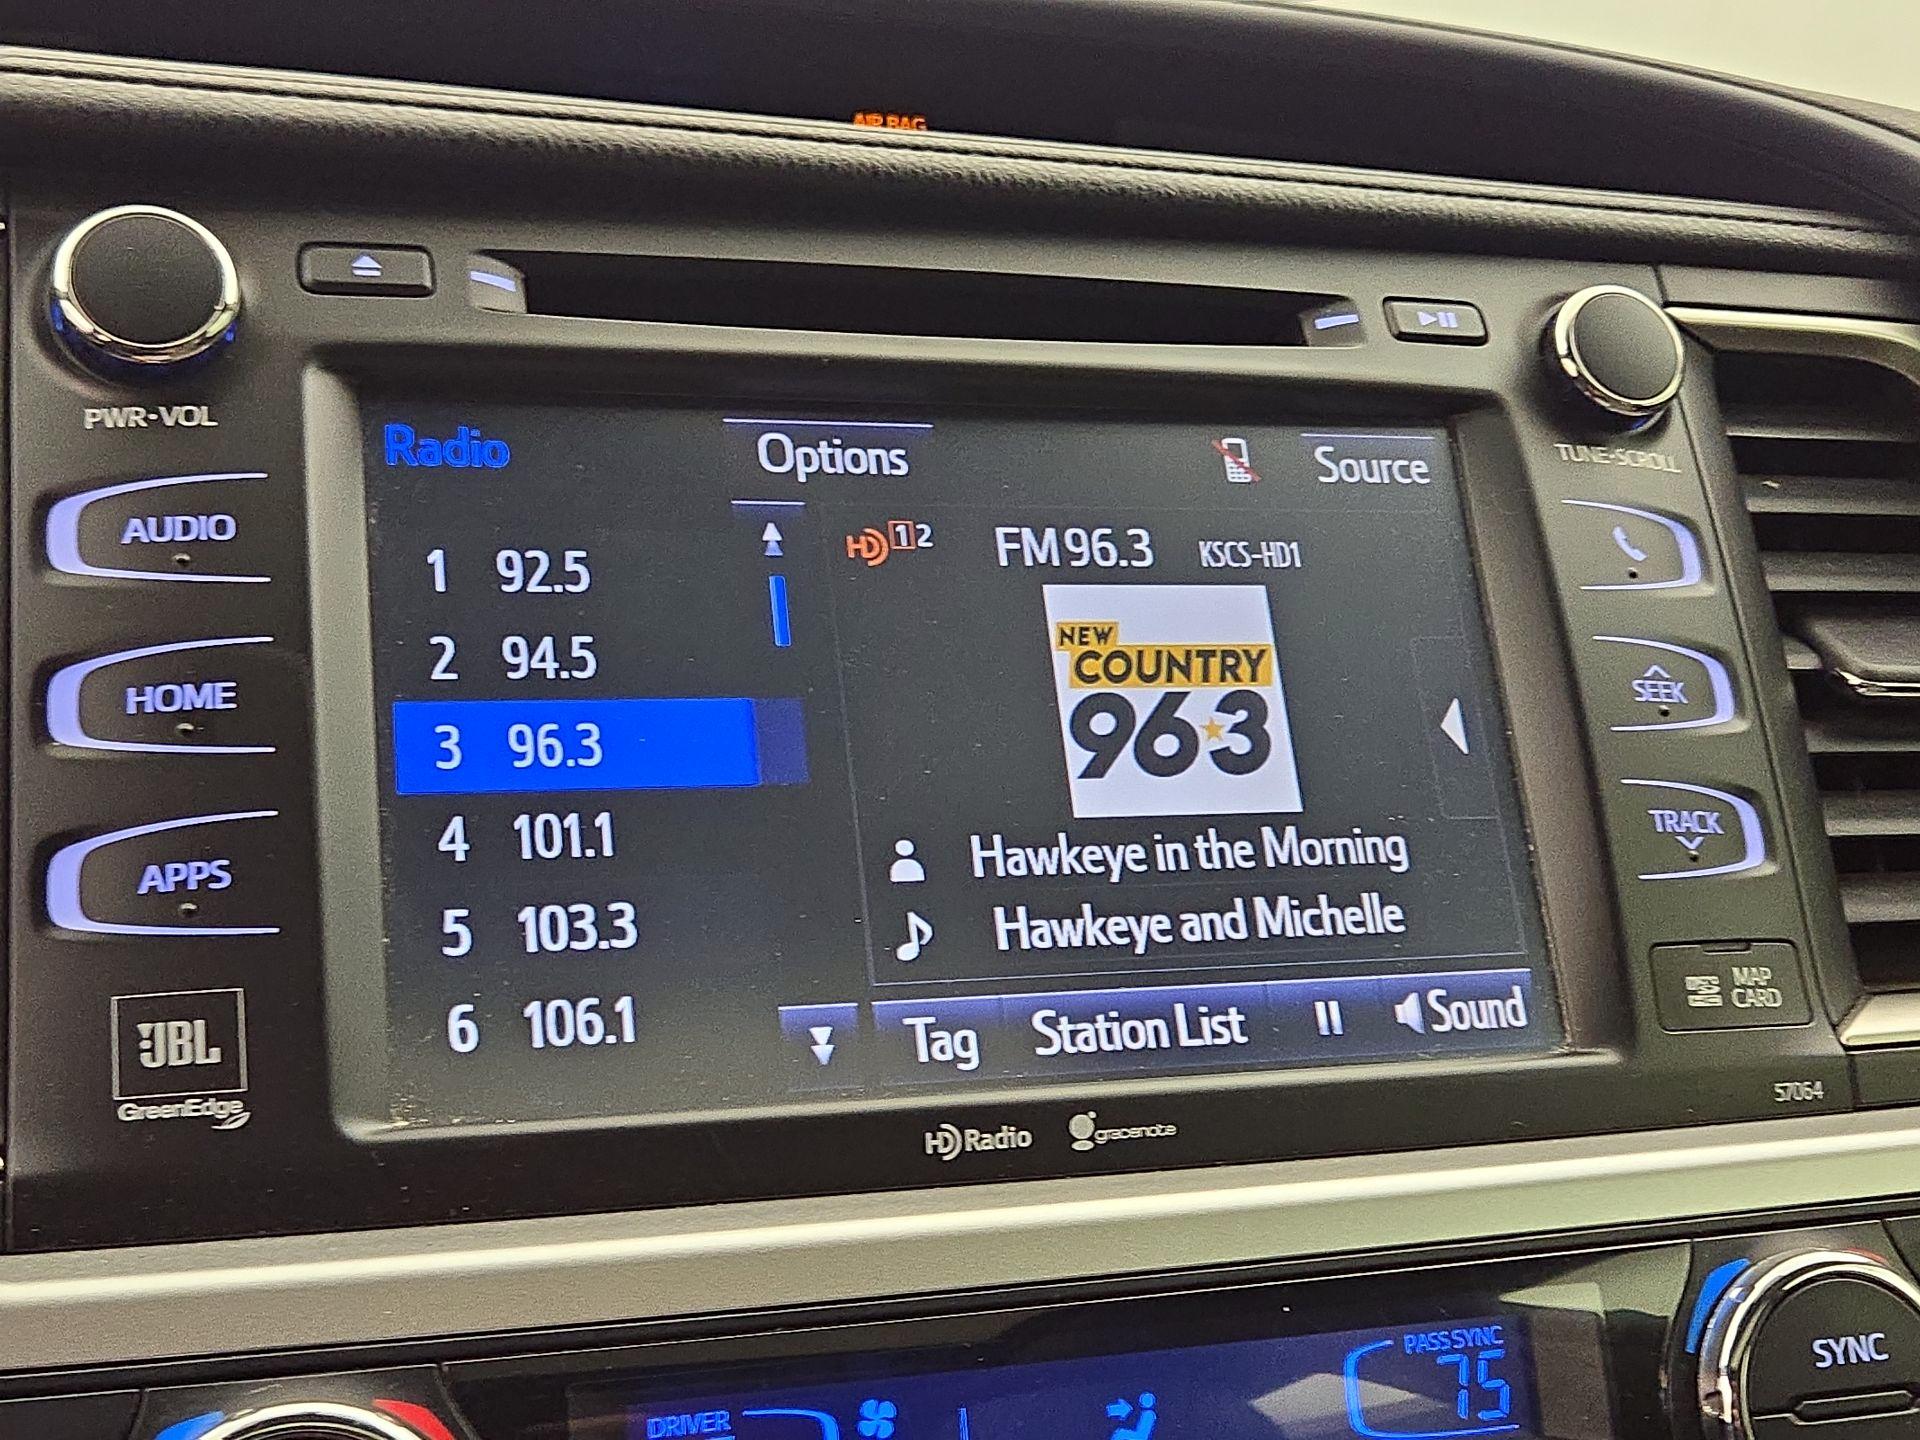 AIR BAG
PWR•VOL
TUNE•SCROLL
AUDIO
HOME
APPS
JBL
GreenEdge
Radio
Options
Source
1 92.5
2 94.5
3 96.3
4 101.1
5 103.3
6 106.1
HD 1 2
FM 96.3 KSCS-HD1
NEW
COUNTRY
96★3
Hawkeye in the Morning
Hawkeye and Michelle
Tag
Station List
Sound
SEEK
TRACK
MAP
CARD
57064
HD Radio
gracenote
PASS SYNC
75
DRIVER
SYNC